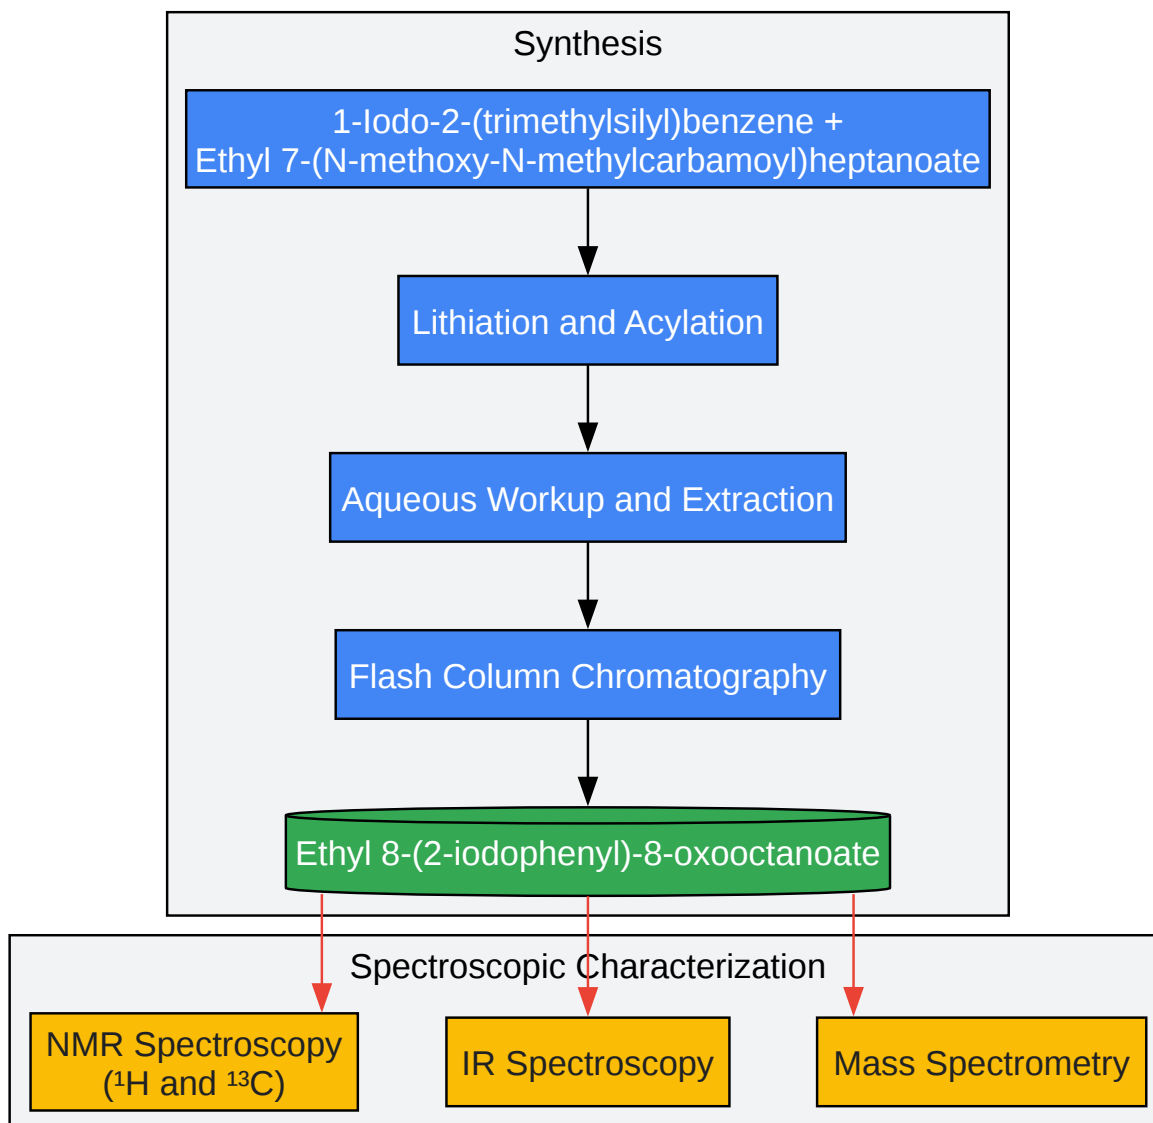 Synthesis
1-Iodo-2-(trimethylsilyl)benzene +
Ethyl 7-(N-methoxy-N-methylcarbamoyl)heptanoate
Lithiation and Acylation
Aqueous Workup and Extraction
Flash Column Chromatography
Ethyl 8-(2-iodophenyl)-8-oxooctanoate
Spectroscopic Characterization
NMR Spectroscopy
(¹H and ¹³C)
IR Spectroscopy
Mass Spectrometry